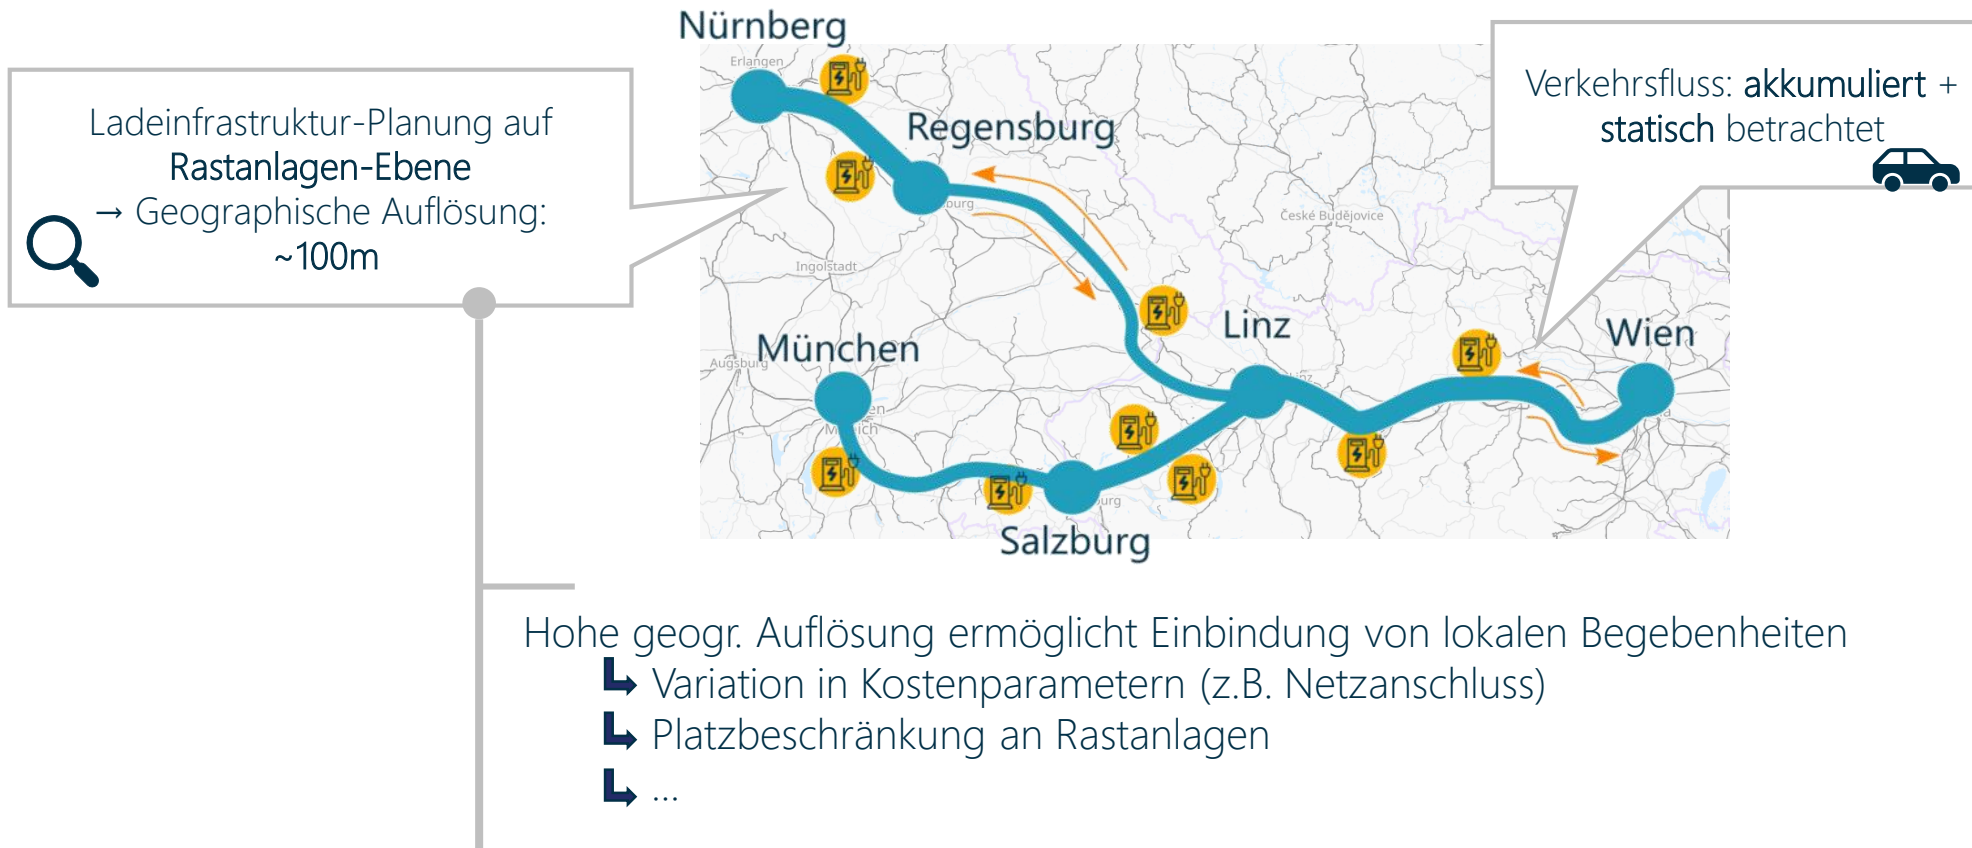 Nürnberg
Erlangen
Ladeinfrastruktur-Planung auf
Rastanlagen-Ebene
→ Geographische Auflösung:
~100m
Verkehrsfluss: akkumuliert +
statisch betrachtet
Regensburg
burg
České Budějovice
Ingolstadt
München
Augsburg
Linz
Wien
Salzburg
urg
Hohe geogr. Auflösung ermöglicht Einbindung von lokalen Begebenheiten
Variation in Kostenparametern (z.B. Netzanschluss)
Platzbeschränkung an Rastanlagen
...